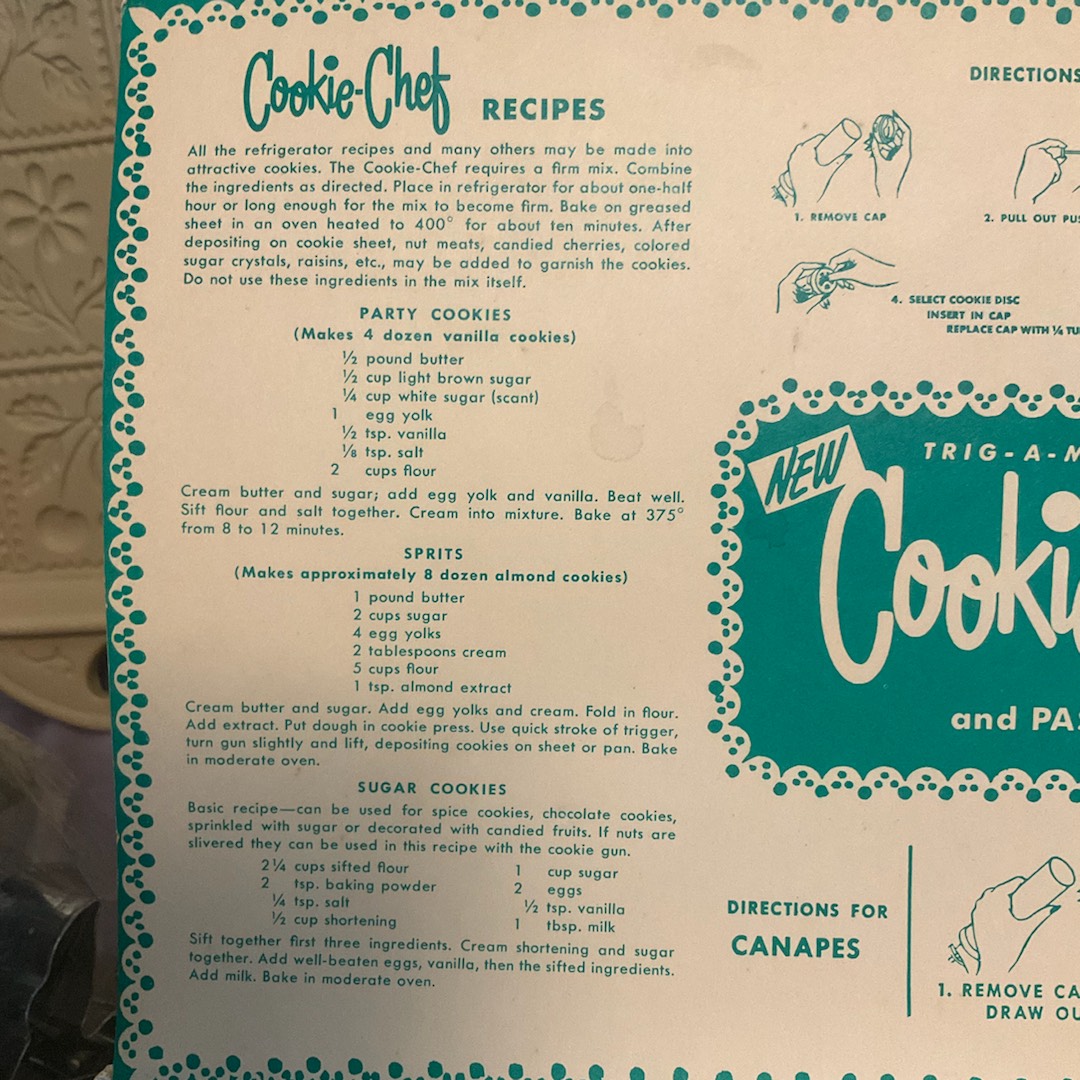 Cookie-Chef RECIPES
All the refrigerator recipes and many others may be made into
attractive cookies. The Cookie-Chef requires a firm mix. Combine
the ingredients as directed. Place in refrigerator for about one-half
hour or long enough for the mix to become firm. Bake on greased
sheet in an oven heated to 400° for about ten minutes. After
depositing on cookie sheet, nut meats, candied cherries, colored
sugar crystals, raisins, etc., may be added to garnish the cookies.
Do not use these ingredients in the mix itself.
PARTY COOKIES
(Makes 4 dozen vanilla cookies)
½ pound butter
½ cup light brown sugar
¼ cup white sugar (scant)
1 egg yolk
½ tsp. vanilla
⅛ tsp. salt
2 cups flour
Cream butter and sugar; add egg yolk and vanilla. Beat well.
Sift flour and salt together. Cream into mixture. Bake at 375°
from 8 to 12 minutes.
SPRITS
(Makes approximately 8 dozen almond cookies)
1 pound butter
2 cups sugar
4 egg yolks
2 tablespoons cream
5 cups flour
1 tsp. almond extract
Cream butter and sugar. Add egg yolks and cream. Fold in flour.
Add extract. Put dough in cookie press. Use quick stroke of trigger,
turn gun slightly and lift, depositing cookies on sheet or pan. Bake
in moderate oven.
SUGAR COOKIES
Basic recipe—can be used for spice cookies, chocolate cookies,
sprinkled with sugar or decorated with candied fruits. If nuts are
slivered they can be used in this recipe with the cookie gun.
2¼ cups sifted flour
2 tsp. baking powder
¼ tsp. salt
½ cup shortening
1 cup sugar
2 eggs
½ tsp. vanilla
1 tbsp. milk
Sift together first three ingredients. Cream shortening and sugar
together. Add well-beaten eggs, vanilla, then the sifted ingredients.
Add milk. Bake in moderate oven.
DIRECTIONS
1. REMOVE CAP
2. PULL OUT PUS
4. SELECT COOKIE DISC
INSERT IN CAP
REPLACE CAP WITH ¼ TU
NEW
TRIG-A-M
Cooki
and PA
DIRECTIONS FOR
CANAPES
1. REMOVE CA
DRAW OU